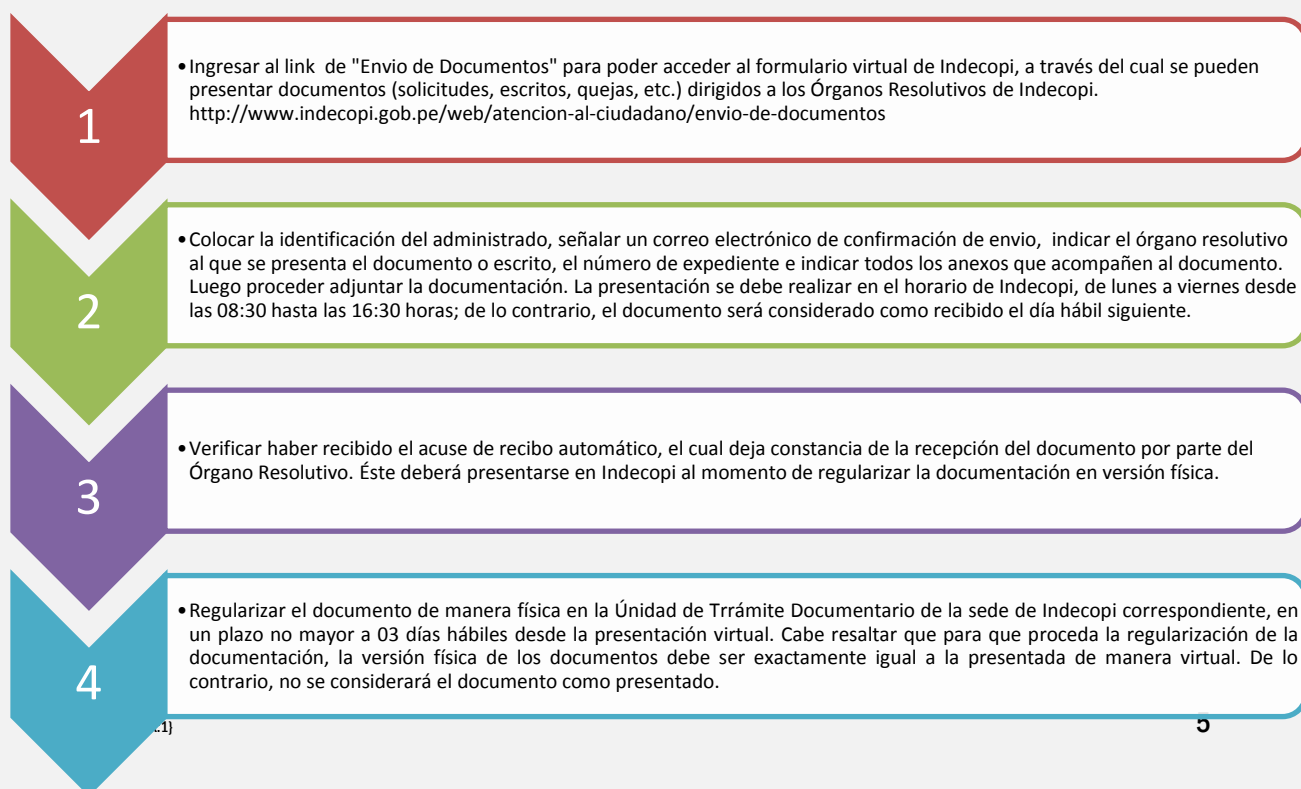 1
•Ingresar al link de "Envio de Documentos" para poder acceder al formulario virtual de Indecopi, a través del cual se pueden
presentar documentos (solicitudes, escritos, quejas, etc.) dirigidos a los Órganos Resolutivos de Indecopi.
http://www.indecopi.gob.pe/web/atencion-al-ciudadano/envio-de-documentos
2
•Colocar la identificación del administrado, señalar un correo electrónico de confirmación de envio, indicar el órgano resolutivo
al que se presenta el documento o escrito, el número de expediente e indicar todos los anexos que acompañen al documento.
Luego proceder adjuntar la documentación. La presentación se debe realizar en el horario de Indecopi, de lunes a viernes desde
las 08:30 hasta las 16:30 horas; de lo contrario, el documento será considerado como recibido el día hábil siguiente.
3
•Verificar haber recibido el acuse de recibo automático, el cual deja constancia de la recepción del documento por parte del
Órgano Resolutivo. Éste deberá presentarse en Indecopi al momento de regularizar la documentación en versión física.
4
•Regularizar el documento de manera física en la Únidad de Trrámite Documentario de la sede de Indecopi correspondiente, en
un plazo no mayor a 03 días hábiles desde la presentación virtual. Cabe resaltar que para que proceda la regularización de la
documentación, la versión física de los documentos debe ser exactamente igual a la presentada de manera virtual. De lo
contrario, no se considerará el documento como presentado.
.1}
5